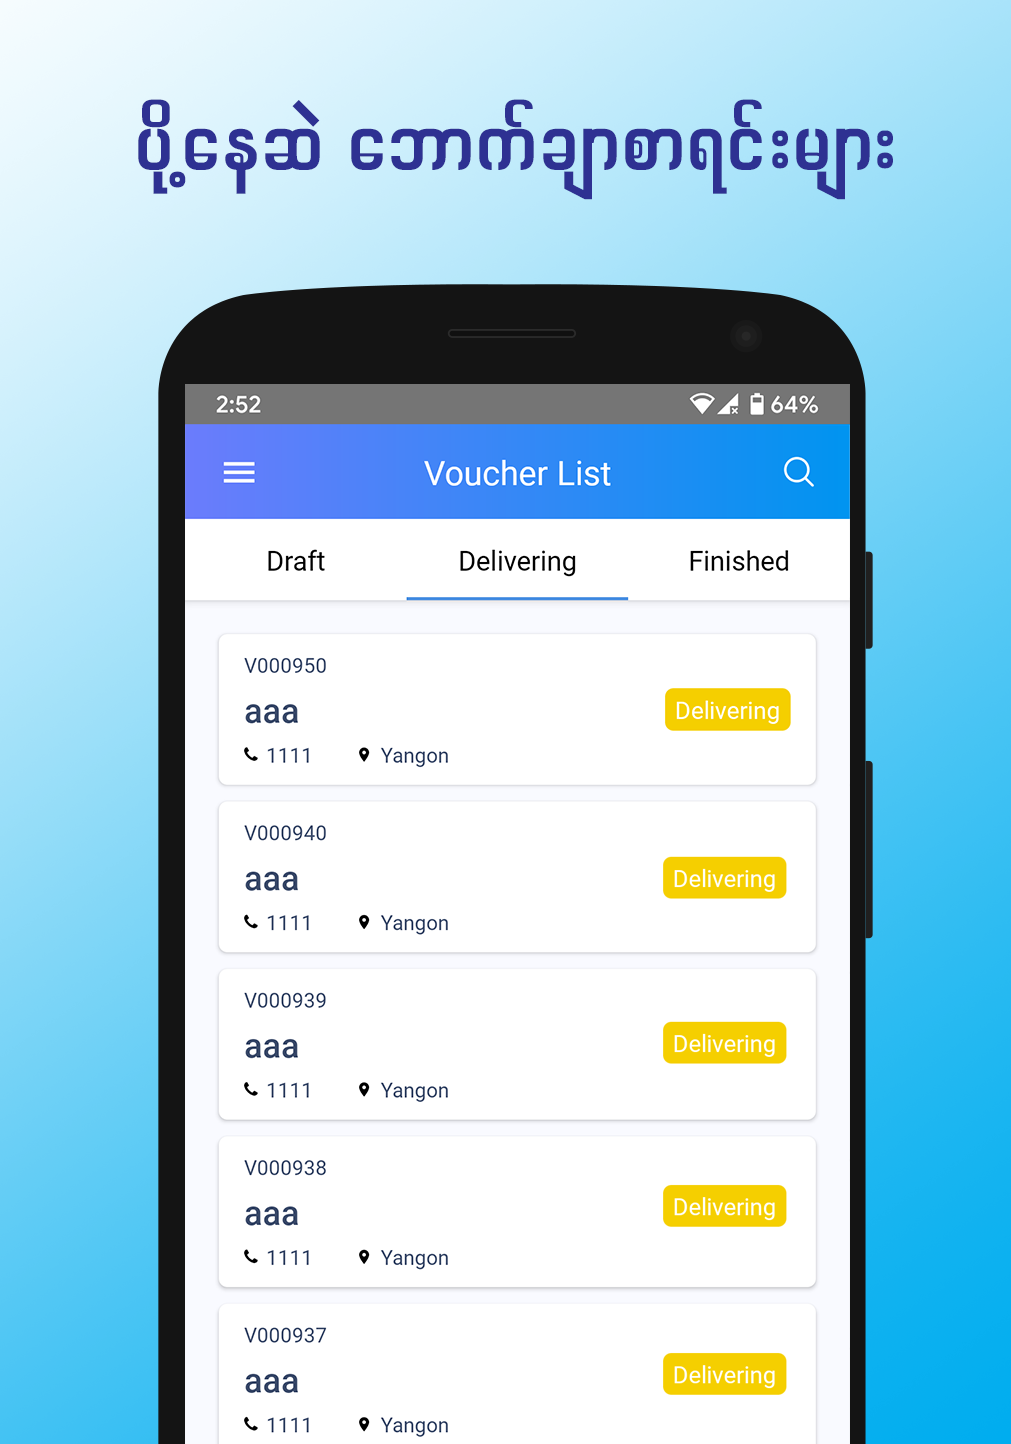 ပို့နေဆဲ ဘောက်ချာစာရင်းများ
2:52 64%
Voucher List
Draft Delivering Finished
V000950
aaa
Delivering
1111 Yangon
V000940
aaa
Delivering
1111 Yangon
V000939
aaa
Delivering
1111 Yangon
V000938
aaa
Delivering
1111 Yangon
V000937
aaa
Delivering
1111 Yangon